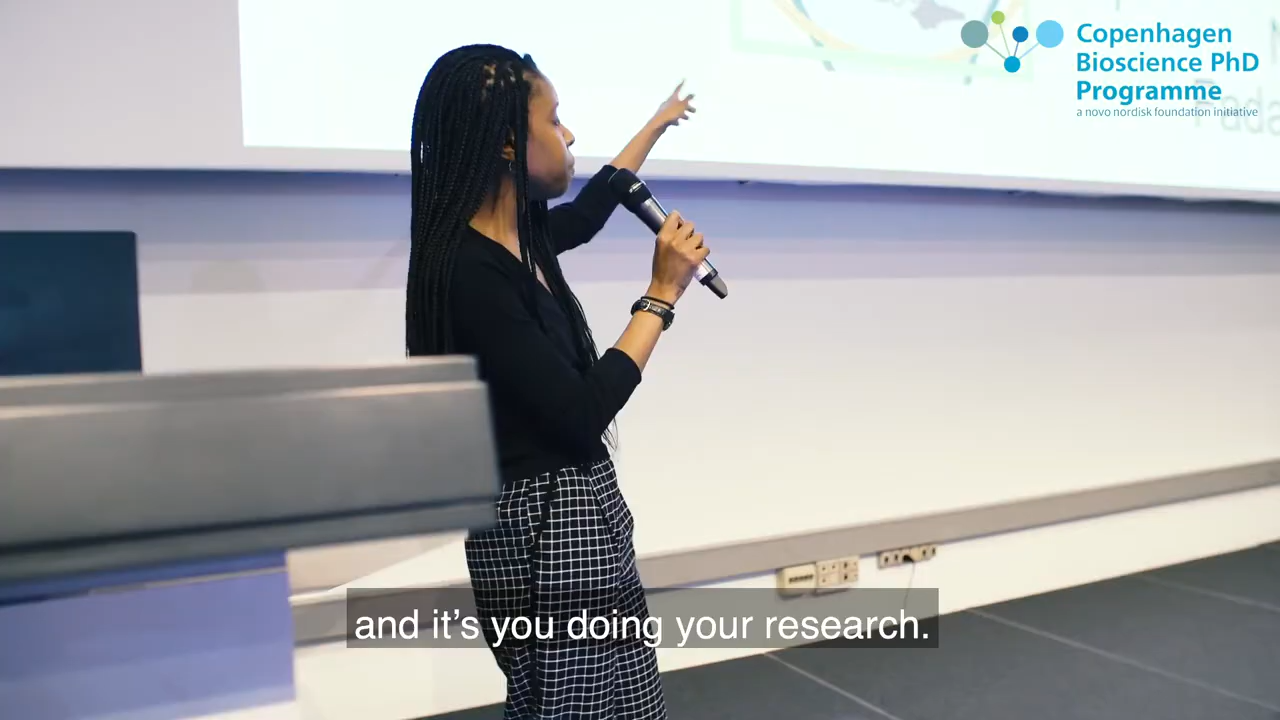 Copenhagen
Bioscience PhD
Programme
a novo nordisk foundation initiative
and it's you doing your research.